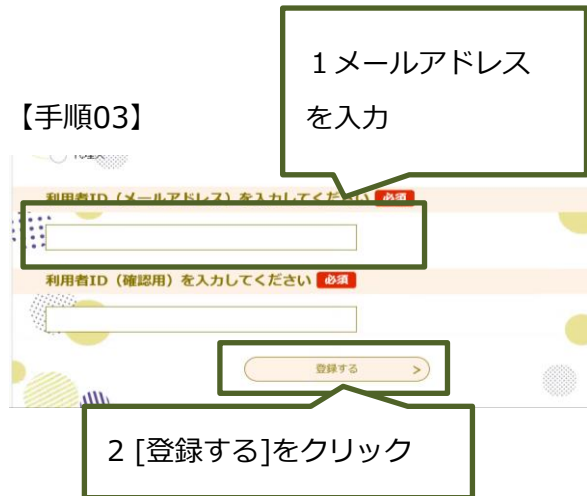 1メールアドレス
を入力
【手順03】
代理人
利用者ID(メールアドレス)を入力してください 必須
利用者ID(確認用)を入力してください 必須
登録する >
2 [登録する]をクリック